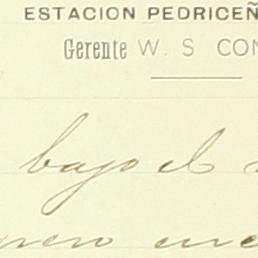 ESTACION PEDRICEÑ
Gerente W. S CON
bajo el